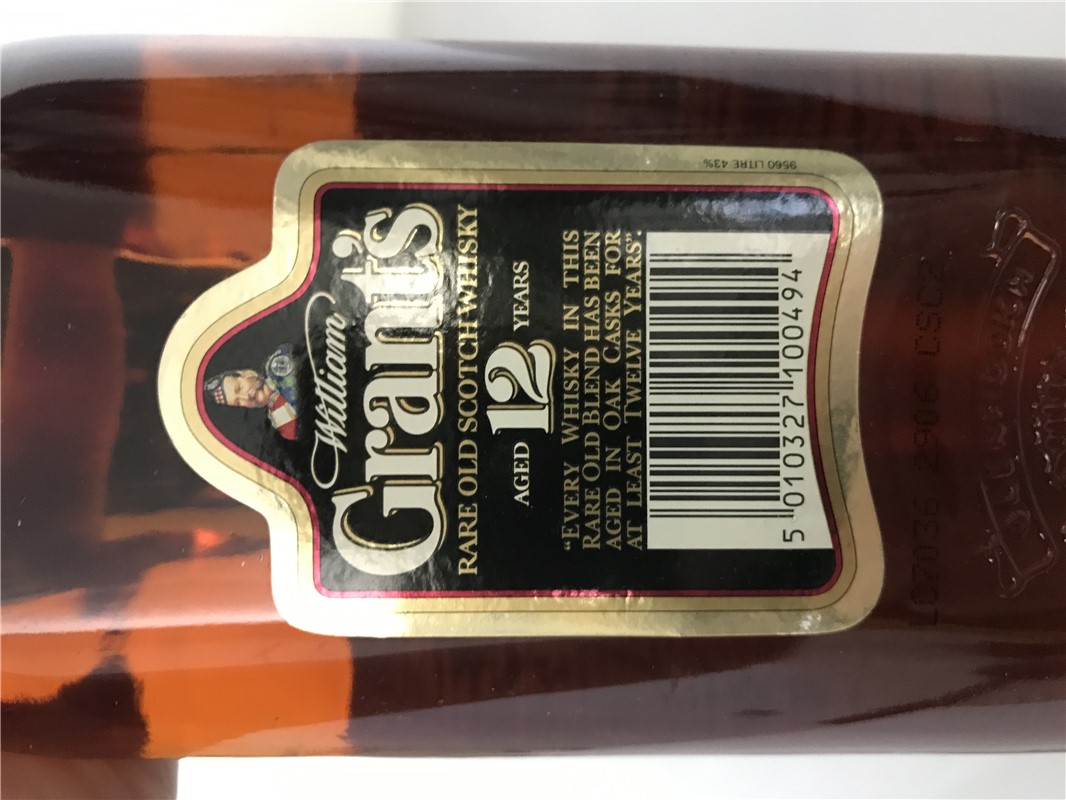 William
Grant's
RARE OLD SCOTCH WHISKY
AGED 12 YEARS
“EVERY WHISKY IN THIS
RARE OLD BLEND HAS BEEN
AGED IN OAK CASKS FOR
AT LEAST TWELVE YEARS”.
5 010327 100494
9560 LITRE 43%